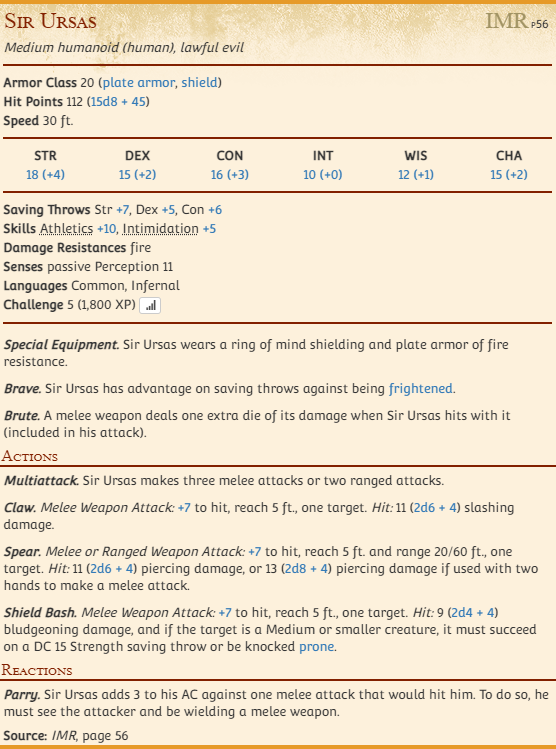 Sir Ursas IMR P56
Medium humanoid (human), lawful evil
Armor Class 20 (plate armor, shield)
Hit Points 112 (15d8 + 45)
Speed 30 ft.
STR DEX CON INT WIS CHA
18 (+4) 15 (+2) 16 (+3) 10 (+0) 12 (+1) 15 (+2)
Saving Throws Str +7, Dex +5, Con +6
Skills Athletics +10, Intimidation +5
Damage Resistances fire
Senses passive Perception 11
Languages Common, Infernal
Challenge 5 (1,800 XP)
Special Equipment. Sir Ursas wears a ring of mind shielding and plate armor of fire
resistance.
Brave. Sir Ursas has advantage on saving throws against being frightened.
Brute. A melee weapon deals one extra die of its damage when Sir Ursas hits with it
(included in his attack).
Actions
Multiattack. Sir Ursas makes three melee attacks or two ranged attacks.
Claw. Melee Weapon Attack: +7 to hit, reach 5 ft., one target. Hit: 11 (2d6 + 4) slashing
damage.
Spear. Melee or Ranged Weapon Attack: +7 to hit, reach 5 ft. and range 20/60 ft., one
target. Hit: 11 (2d6 + 4) piercing damage, or 13 (2d8 + 4) piercing damage if used with two
hands to make a melee attack.
Shield Bash. Melee Weapon Attack: +7 to hit, reach 5 ft., one target. Hit: 9 (2d4 + 4)
bludgeoning damage, and if the target is a Medium or smaller creature, it must succeed
on a DC 15 Strength saving throw or be knocked prone.
Reactions
Parry. Sir Ursas adds 3 to his AC against one melee attack that would hit him. To do so, he
must see the attacker and be wielding a melee weapon.
Source: IMR, page 56